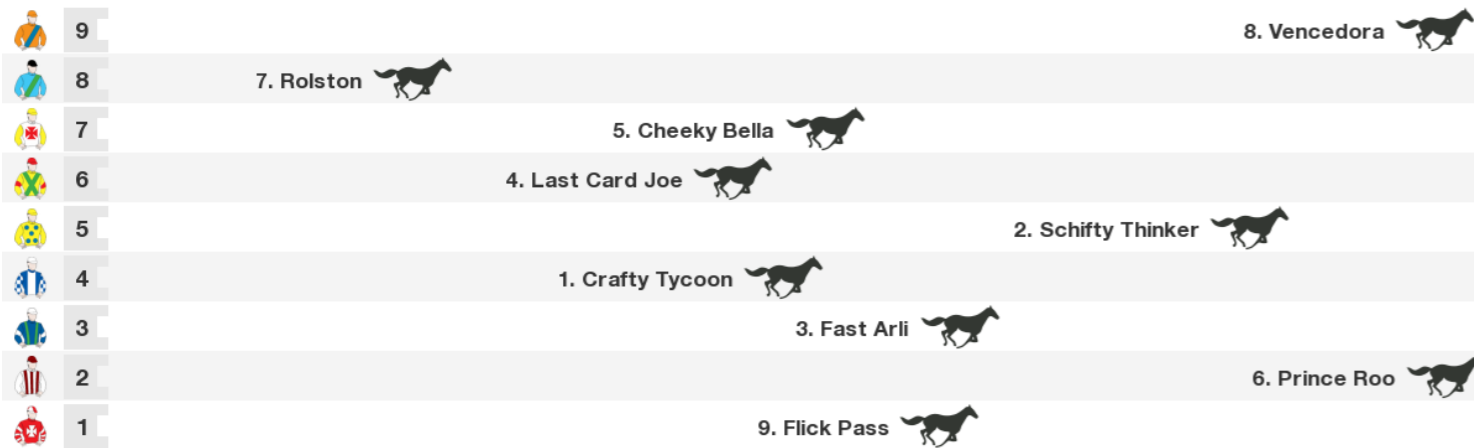 9 8. Vencedora
8 7. Rolston
7 5. Cheeky Bella
6 4. Last Card Joe
5 2. Schifty Thinker
4 1. Crafty Tycoon
3 3. Fast Arli
2 6. Prince Roo
1 9. Flick Pass